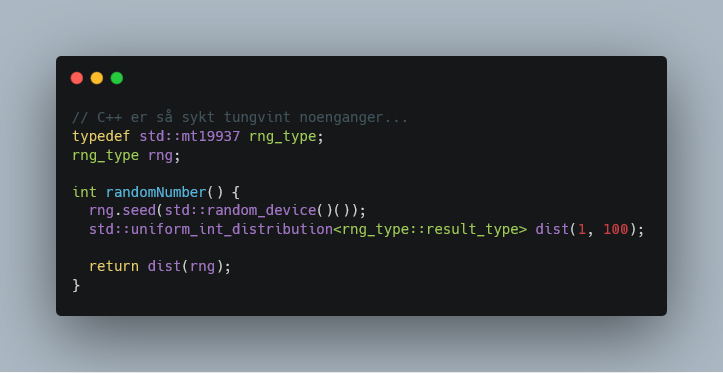 // C++ er så sykt tungvint noenganger...
typedef std::mt19937 rng_type;
rng_type rng;
int randomNumber() {
  rng.seed(std::random_device()());
  std::uniform_int_distribution<rng_type::result_type> dist(1, 100);
  return dist(rng);
}